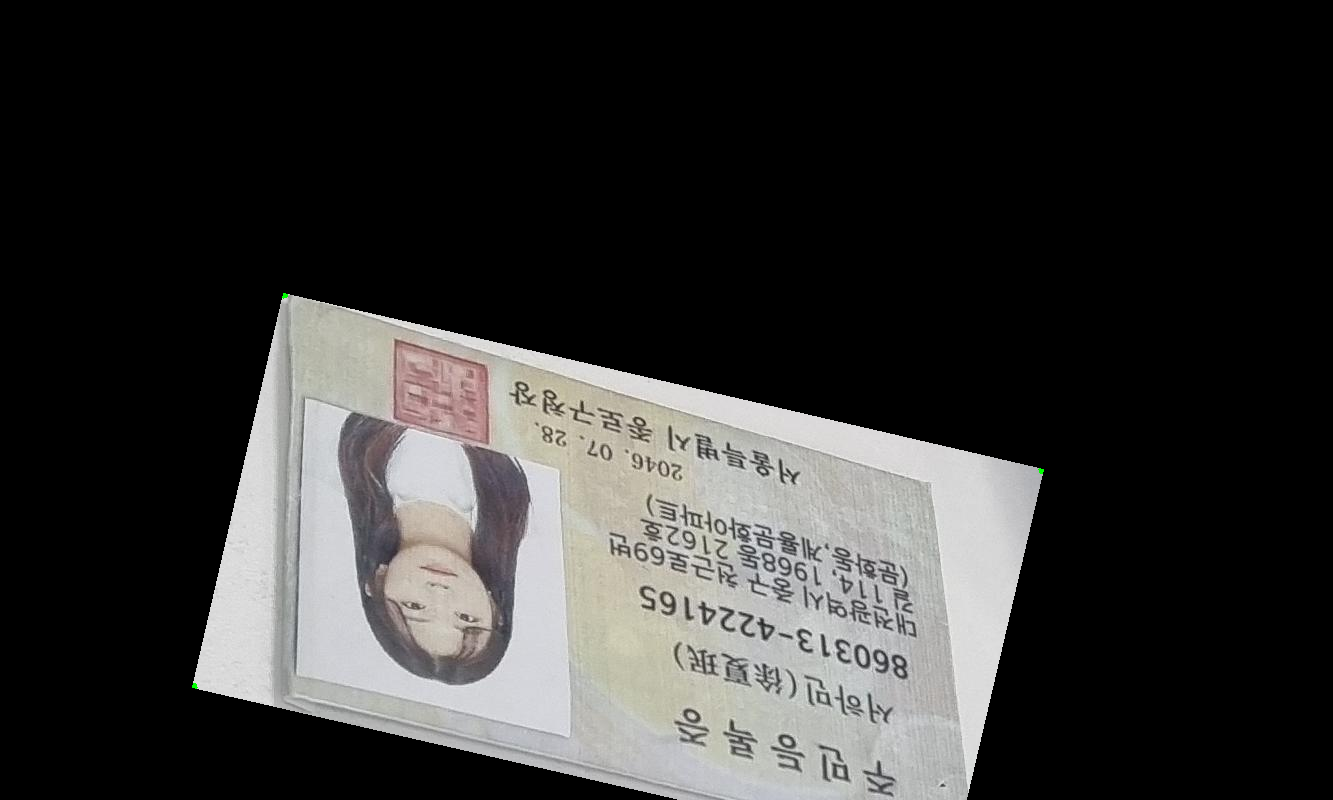 주민등록증
서하민(徐夏珉)
860313-4224165
대전광역시 중구 천근로69번
길 114, 1968동 2162호
(문화동,계룡문화아파트)
2046. 07. 28.
서울특별시 종로구청장